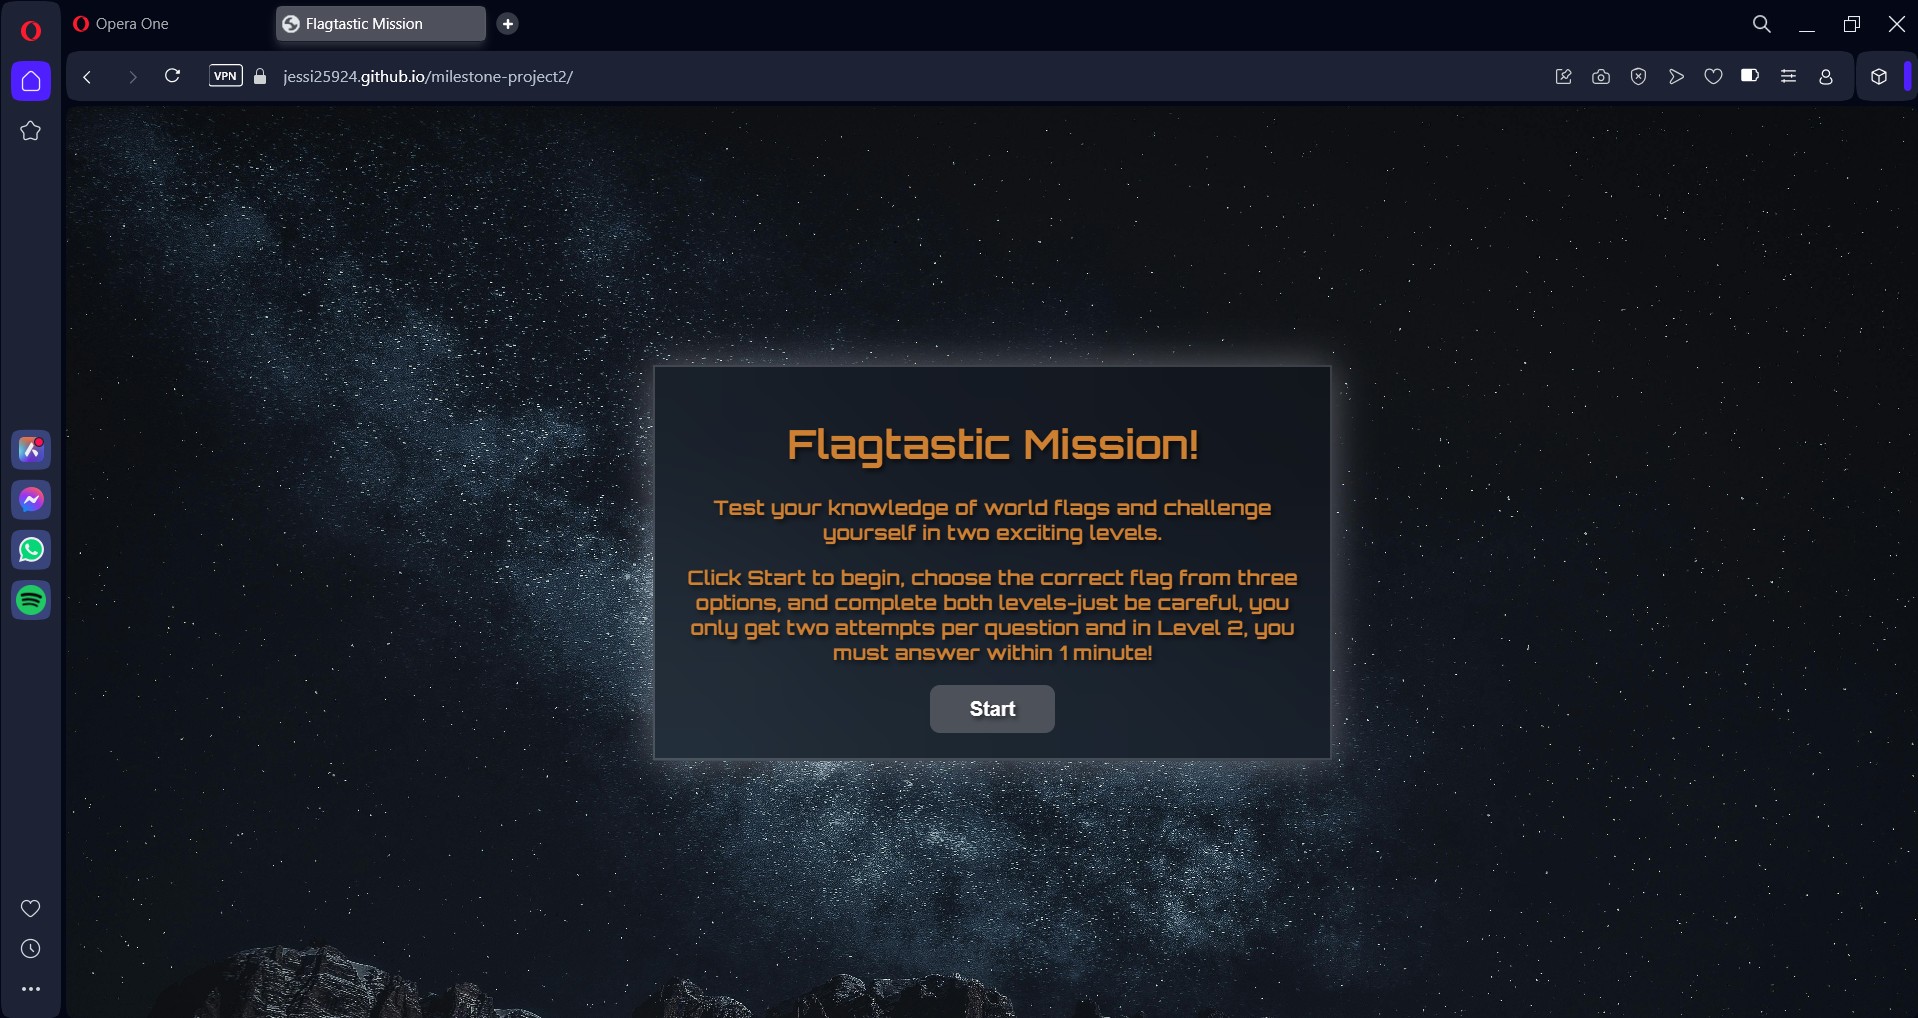 Opera One
Flagtastic Mission
VPN
jessi25924.github.io/milestone-project2/
Flagtastic Mission!
Test your knowledge of world flags and challenge
yourself in two exciting levels.
Click Start to begin, choose the correct flag from three
options, and complete both levels-just be careful, you
only get two attempts per question and in Level 2, you
must answer within 1 minute!
Start